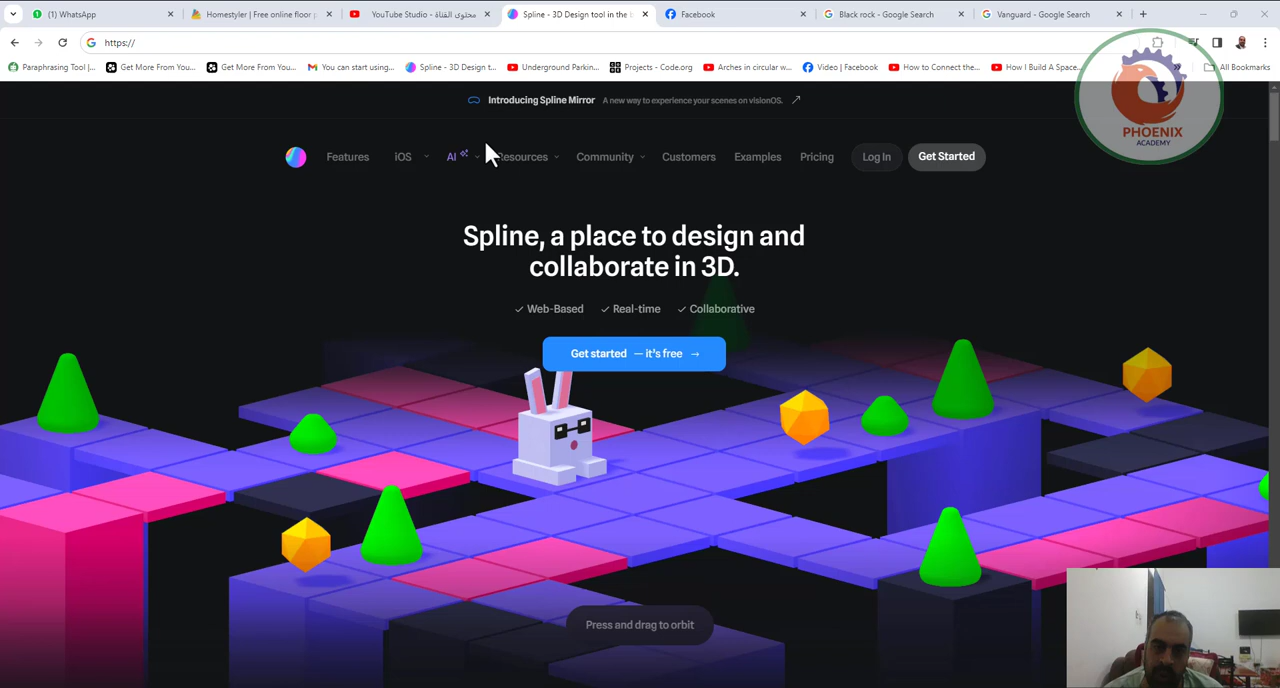 (1) WhatsApp
Homestyler | Free online floor p
YouTube Studio - محتوى القناة
Spline - 3D Design tool in the b
Facebook
Black rock - Google Search
Vanguard - Google Search
https://
Paraphrasing Tool |...
Get More From You...
Get More From You...
You can start using...
Spline - 3D Design t...
Underground Parkin...
Projects - Code.org
Arches in circular w...
Video | Facebook
How to Connect the...
How I Build A Space...
All Bookmarks
PHOENIX
ACADEMY
Introducing Spline Mirror A new way to experience your scenes on visionOS.
Features iOS AI Resources Community Customers Examples Pricing Log In Get Started
Spline, a place to design and
collaborate in 3D.
Web-Based Real-time Collaborative
Get started — it's free →
Press and drag to orbit